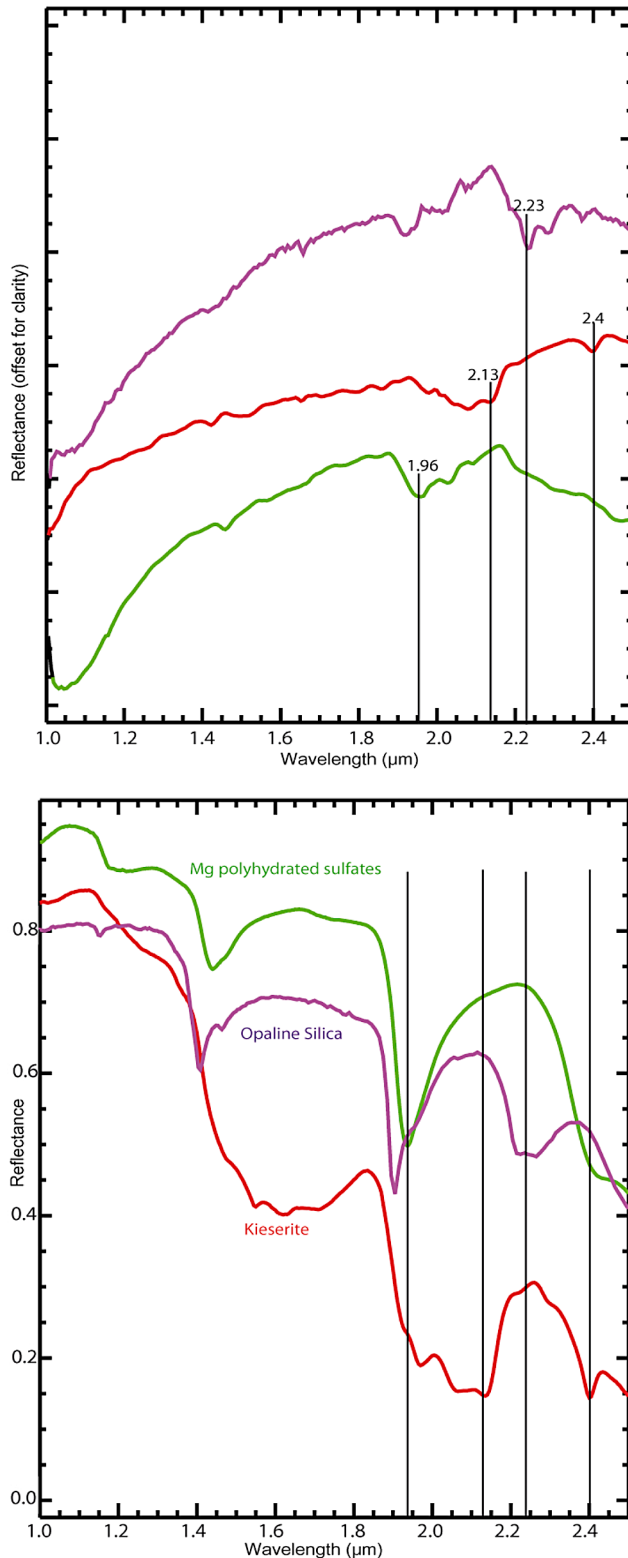 2.23
2.4
2.13
1.96
Reflectance (offset for clarity)
1.0 1.2 1.4 1.6 1.8 2.0 2.2 2.4
Wavelength (µm)
Mg polyhydrated sulfates
0.8
Opaline Silica
0.6
Reflectance
0.4
Kieserite
0.2
0.0
1.0 1.2 1.4 1.6 1.8 2.0 2.2 2.4
Wavelength (µm)